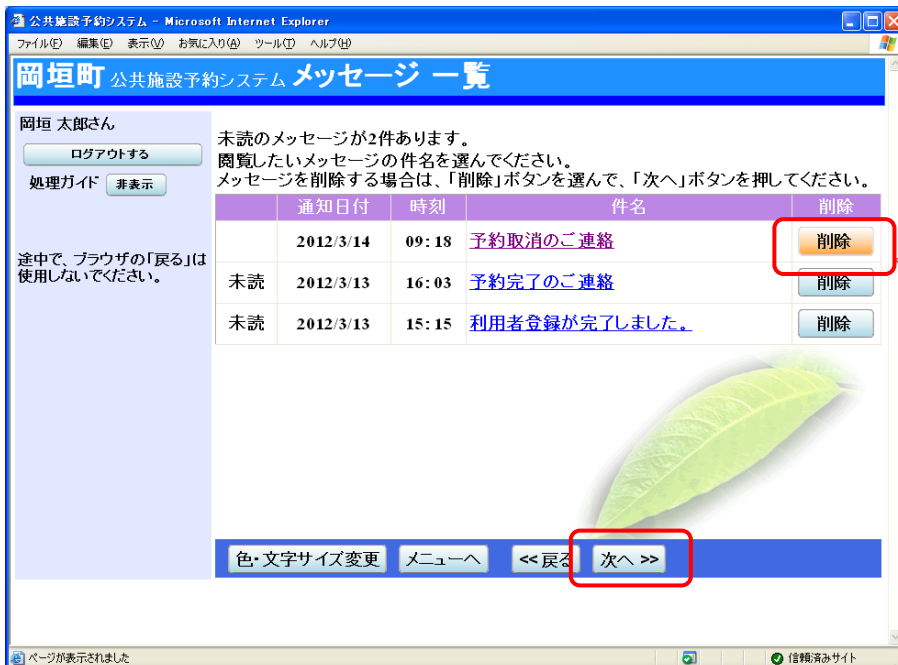 公共施設予約システム - Microsoft Internet Explorer
ファイル(F) 編集(E) 表示(V) お気に入り(A) ツール(T) ヘルプ(H)
岡垣町 公共施設予約システム メッセージ 一覧
岡垣 太郎さん
ログアウトする
処理ガイド 非表示
途中で、ブラウザの「戻る」は
使用しないでください。
未読のメッセージが2件あります。
閲覧したいメッセージの件名を選んでください。
メッセージを削除する場合は、「削除」ボタンを選んで、「次へ」ボタンを押してください。
通知日付 時刻 件名 削除
2012/3/14 09:18 予約取消のご連絡 削除
未読 2012/3/13 16:03 予約完了のご連絡 削除
未読 2012/3/13 15:15 利用者登録が完了しました。 削除
色・文字サイズ変更 メニューへ <<戻る 次へ >>
ページが表示されました 信頼済みサイト